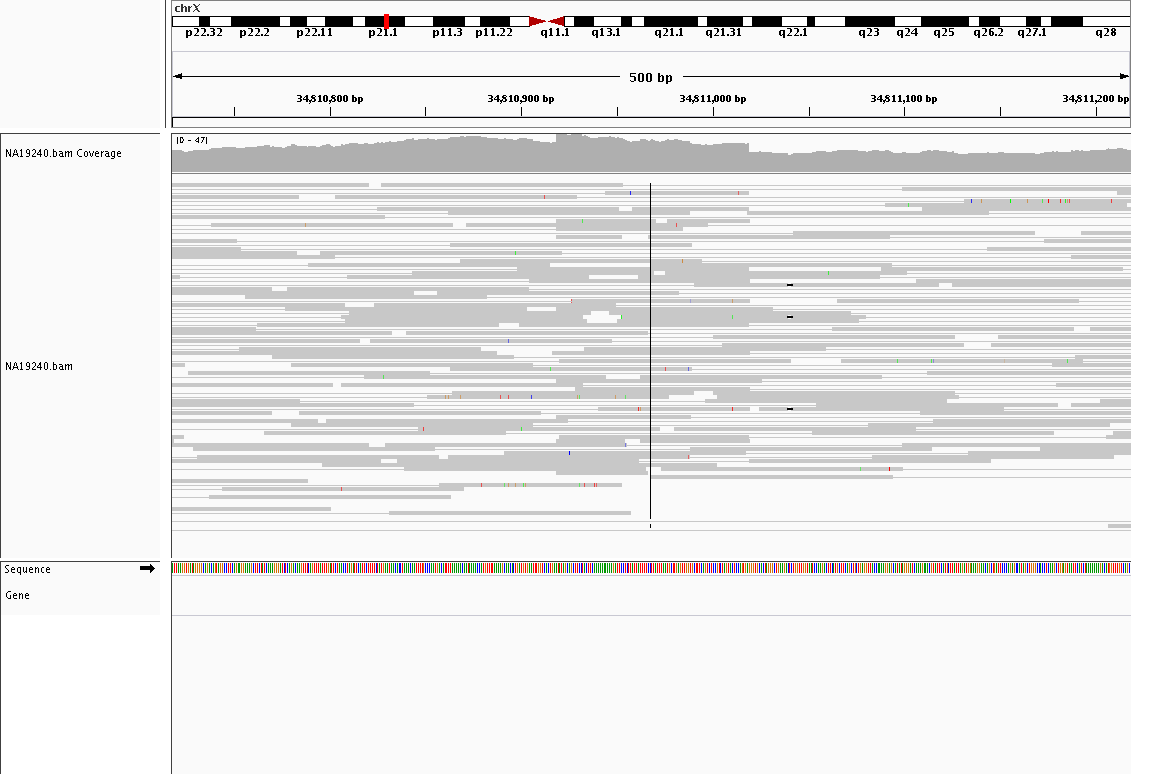 chrX
p22.32 p22.2 p22.11 p21.1 p11.3 p11.22 q11.1 q13.1 q21.1 q21.31 q22.1 q23 q24 q25 q26.2 q27.1 q28
500 bp
34,810,800 bp 34,810,900 bp 34,811,000 bp 34,811,100 bp 34,811,200 bp
[0 - 47]
NA19240.bam Coverage
NA19240.bam
Sequence
Gene